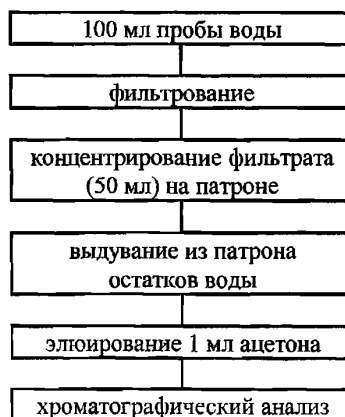 100 мл пробы воды
фильтрование
концентрирование фильтрата
(50 мл) на патроне
выдувание из патрона
остатков воды
элюирование 1 мл ацетона
хроматографический анализ